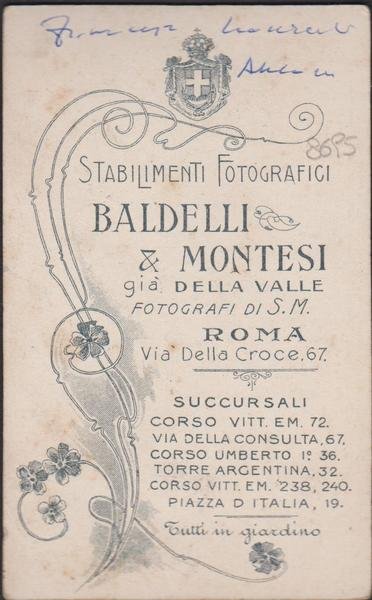 Francesca
8695
STABILIMENTI FOTOGRAFICI
BALDELLI
& MONTESI
già DELLA VALLE
FOTOGRAFI DI S.M.
ROMA
Via Della Croce, 67.
SUCCURSALI
CORSO VITT. EM. 72.
VIA DELLA CONSULTA, 67.
CORSO UMBERTO Iº 36.
TORRE ARGENTINA, 32.
CORSO VITT. EM. 238, 240.
PIAZZA D ITALIA, 19.
Tutti in giardino